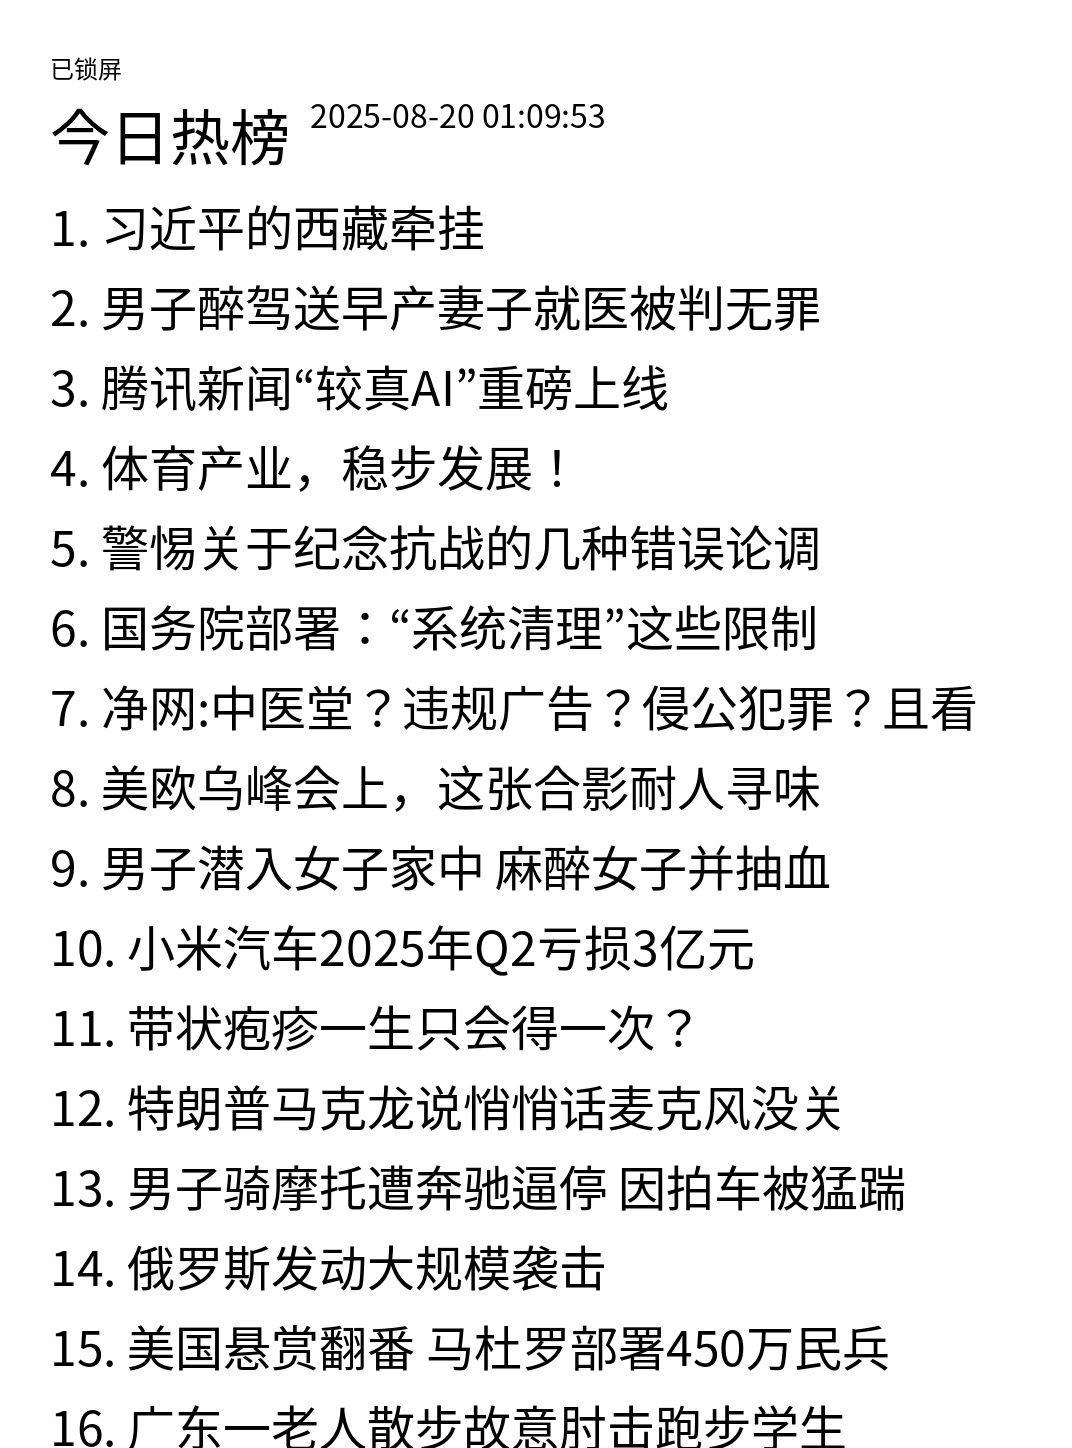 已锁屏
今日热榜 2025-08-20 01:09:53
1. 习近平的西藏牵挂
2. 男子醉驾送早产妻子就医被判无罪
3. 腾讯新闻“较真AI”重磅上线
4. 体育产业，稳步发展！
5. 警惕关于纪念抗战的几种错误论调
6. 国务院部署：“系统清理”这些限制
7. 净网:中医堂？违规广告？侵公犯罪？且看
8. 美欧乌峰会上，这张合影耐人寻味
9. 男子潜入女子家中 麻醉女子并抽血
10. 小米汽车2025年Q2亏损3亿元
11. 带状疱疹一生只会得一次？
12. 特朗普马克龙说悄悄话麦克风没关
13. 男子骑摩托遭奔驰逼停 因拍车被猛踹
14. 俄罗斯发动大规模袭击
15. 美国悬赏翻番 马杜罗部署450万民兵
16. 广东一老人散步故意肘击跑步学生